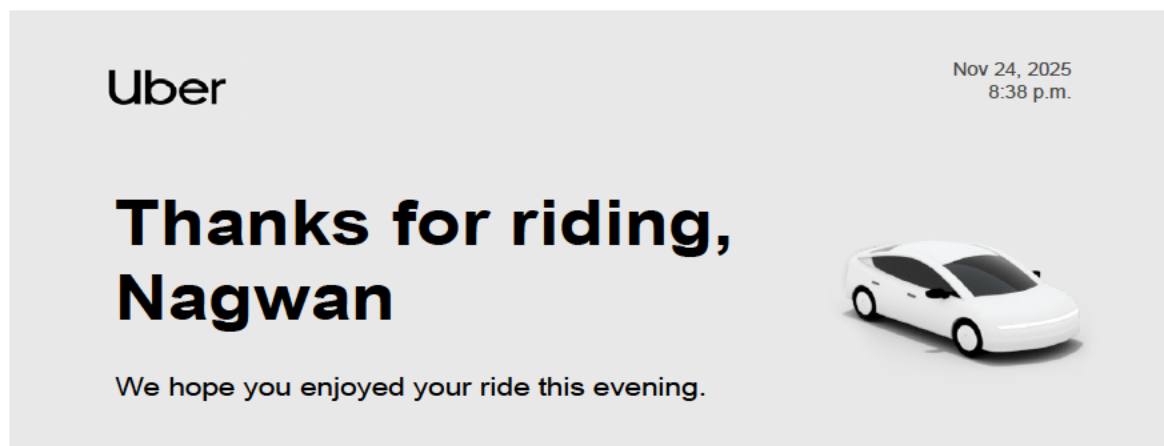 Uber
Nov 24, 2025
8:38 p.m.
Thanks for riding,
Nagwan
We hope you enjoyed your ride this evening.